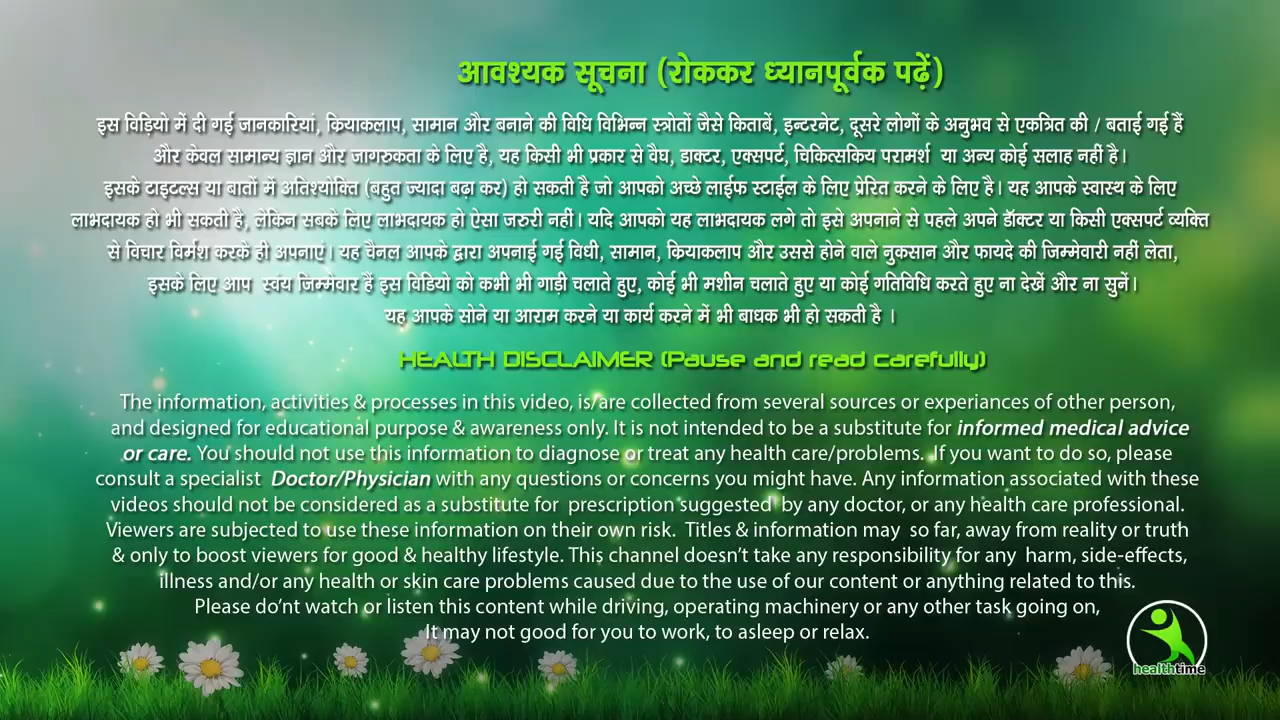 आवश्यक सूचना (रोककर ध्यानपूर्वक पढ़ें)
इस विड़ियो में दी गई जानकारियां, क्रियाकलाप, सामान और बनाने की विधि विभिन्न स्त्रोतों जैसे किताबें, इन्टरनेट, दूसरे लोगों के अनुभव से एकत्रित की / बताई गई हैं
और केवल सामान्य ज्ञान और जागरुकता के लिए है, यह किसी भी प्रकार से वैघ, डाक्टर, एक्सपर्ट, चिकित्सकिय परामर्श या अन्य कोई सलाह नहीं है।
इसके टाइटल्स या बातों में अतिश्योक्ति (बहुत ज्यादा बढ़ा कर) हो सकती है जो आपको अच्छे लाईफ स्टाईल के लिए प्रेरित करने के लिए है। यह आपके स्वास्थ के लिए
लाभदायक हो भी सकती है, लेकिन सबके लिए लाभदायक हो ऐसा जरुरी नहीं। यदि आपको यह लाभदायक लगे तो इसे अपनाने से पहले अपने डॉक्टर या किसी एक्सपर्ट व्यक्ति
से विचार विर्मश करके ही अपनाएं। यह चैनल आपके द्वारा अपनाई गई विधी, सामान, क्रियाकलाप और उससे होने वाले नुकसान और फायदे की जिम्मेवारी नहीं लेता,
इसके लिए आप स्वंय जिम्मेवार हैं इस विडियो को कभी भी गाड़ी चलाते हुए, कोई भी मशीन चलाते हुए या कोई गतिविधि करते हुए ना देखें और ना सुनें।
यह आपके सोने या आराम करने या कार्य करने में भी बाधक भी हो सकती है ।
HEALTH DISCLAIMER (Pause and read carefully)
The information, activities & processes in this video, is/are collected from several sources or experiances of other person,
and designed for educational purpose & awareness only. It is not intended to be a substitute for informed medical advice
or care. You should not use this information to diagnose or treat any health care/problems. If you want to do so, please
consult a specialist Doctor/Physician with any questions or concerns you might have. Any information associated with these
videos should not be considered as a substitute for prescription suggested by any doctor, or any health care professional.
Viewers are subjected to use these information on their own risk. Titles & information may so far, away from reality or truth
& only to boost viewers for good & healthy lifestyle. This channel doesn't take any responsibility for any harm, side-effects,
illness and/or any health or skin care problems caused due to the use of our content or anything related to this.
Please do'nt watch or listen this content while driving, operating machinery or any other task going on,
It may not good for you to work, to asleep or relax.
healthtime